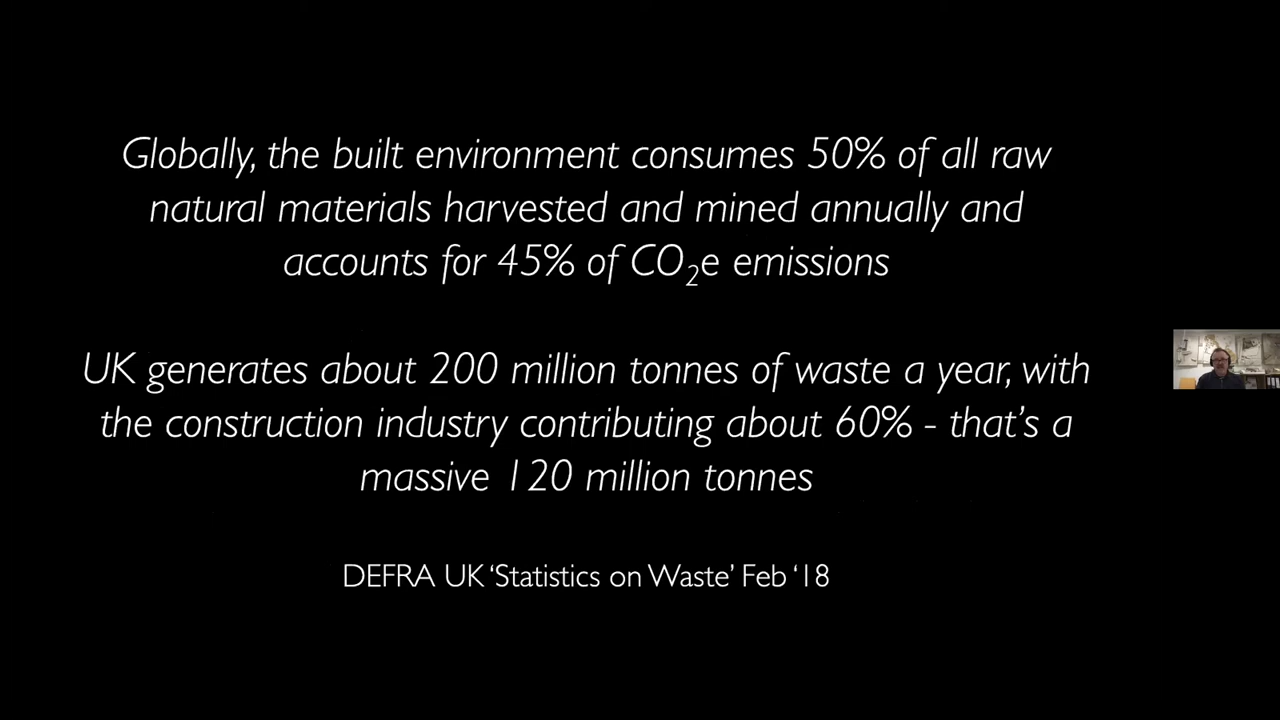 Globally, the built environment consumes 50% of all raw
natural materials harvested and mined annually and
accounts for 45% of CO₂e emissions
UK generates about 200 million tonnes of waste a year, with
the construction industry contributing about 60% - that’s a
massive 120 million tonnes
DEFRA UK ‘Statistics on Waste’ Feb ‘18